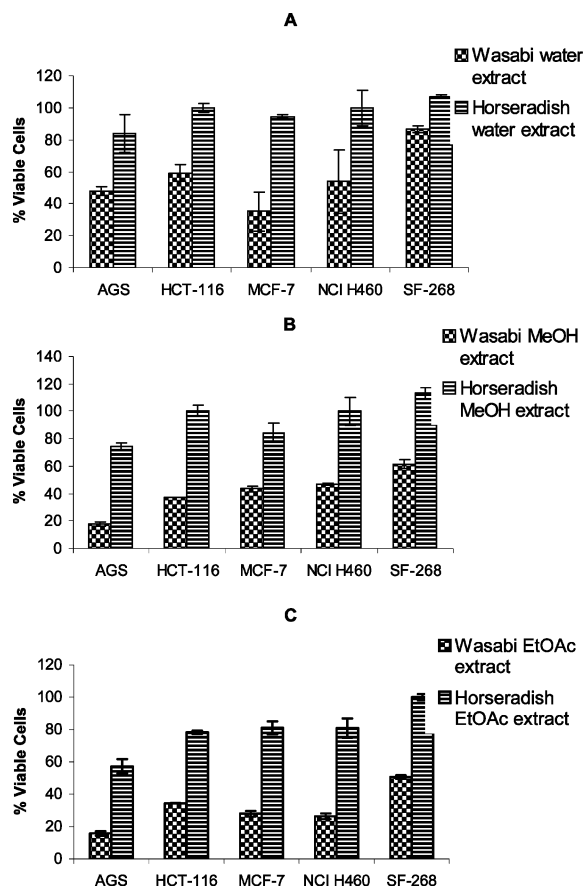 A
Wasabi water
extract
Horseradish
water extract
% Viable Cells
120
100
80
60
40
20
0
AGS HCT-116 MCF-7 NCI H460 SF-268
B
Wasabi MeOH
extract
Horseradish
MeOH extract
% Viable Cells
140
120
100
80
60
40
20
0
AGS HCT-116 MCF-7 NCI H460 SF-268
C
Wasabi EtOAc
extract
Horseradish
EtOAc extract
% Viable Cells
120
100
80
60
40
20
0
AGS HCT-116 MCF-7 NCI H460 SF-268